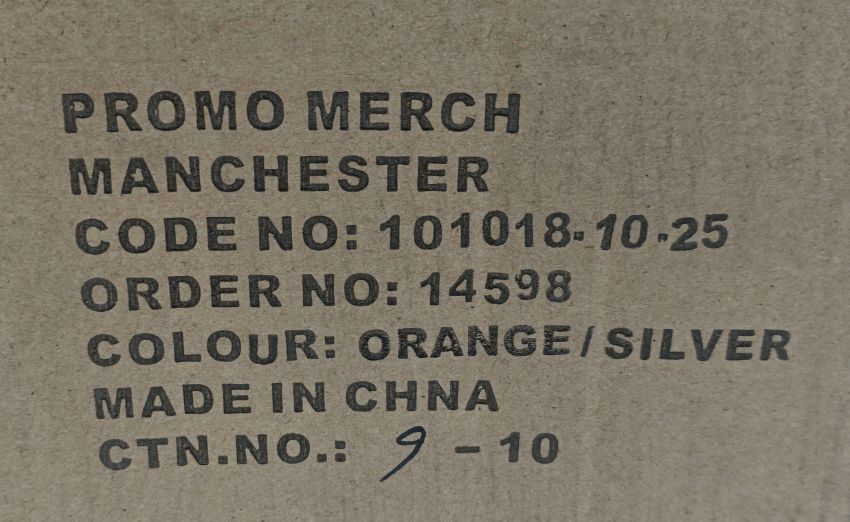 PROMO MERCH
MANCHESTER
CODE NO: 101018-10-25
ORDER NO: 14598
COLOUR: ORANGE/SILVER
MADE IN CHNA
CTN.NO.: 9 - 10